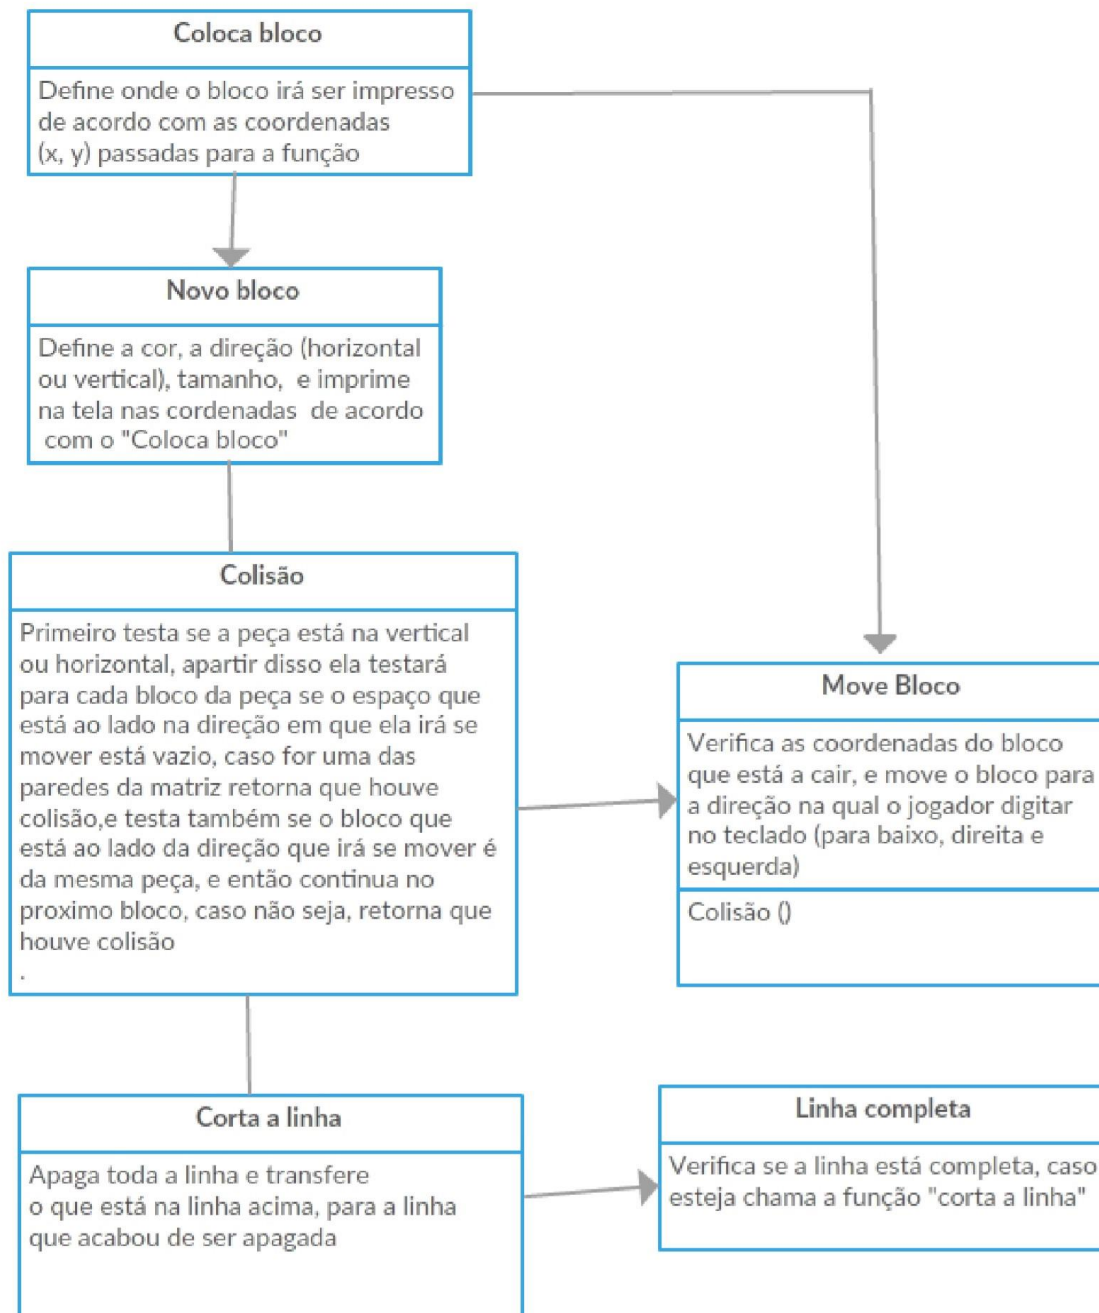 Coloca bloco
Define onde o bloco irá ser impresso
de acordo com as coordenadas
(x, y) passadas para a função
Novo bloco
Define a cor, a direção (horizontal
ou vertical), tamanho, e imprime
na tela nas cordenadas de acordo
com o "Coloca bloco"
Colisão
Primeiro testa se a peça está na vertical
ou horizontal, apartir disso ela testará
para cada bloco da peça se o espaço que
está ao lado na direção em que ela irá se
mover está vazio, caso for uma das
paredes da matriz retorna que houve
colisão,e testa também se o bloco que
está ao lado da direção que irá se mover é
da mesma peça, e então continua no
proximo bloco, caso não seja, retorna que
houve colisão
.
Move Bloco
Verifica as coordenadas do bloco
que está a cair, e move o bloco para
a direção na qual o jogador digitar
no teclado (para baixo, direita e
esquerda)
Colisão ()
Corta a linha
Apaga toda a linha e transfere
o que está na linha acima, para a linha
que acabou de ser apagada
Linha completa
Verifica se a linha está completa, caso
esteja chama a função "corta a linha"